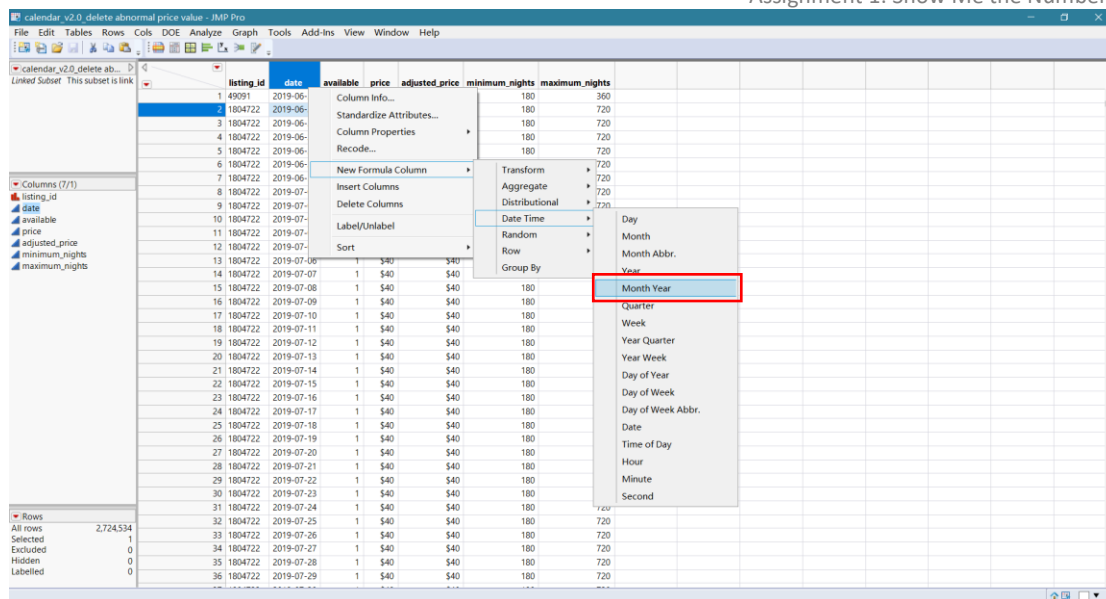 Assignment 1: Show Me the Number
calendar_v2.0_delete abnormal price value - JMP Pro
File Edit Tables Rows Cols DOE Analyze Graph Tools Add-Ins View Window Help
calendar_v2.0_delete ab...
Linked Subset This subset is link
listing_id date available price adjusted_price minimum_nights maximum_nights
1 49091 2019-06- 180 360
2 1804722 2019-06- 180 720
3 1804722 2019-06- 180 720
4 1804722 2019-06- 180 720
5 1804722 2019-06- 180 720
6 1804722 2019-06- 720
7 1804722 2019-06- 720
8 1804722 2019-07- 720
9 1804722 2019-07- 720
10 1804722 2019-07-
11 1804722 2019-07-
12 1804722 2019-07-
13 1804722 2019-07-06 1 $40 $40
14 1804722 2019-07-07 1 $40 $40
15 1804722 2019-07-08 1 $40 $40 180
16 1804722 2019-07-09 1 $40 $40 180
17 1804722 2019-07-10 1 $40 $40 180
18 1804722 2019-07-11 1 $40 $40 180
19 1804722 2019-07-12 1 $40 $40 180
20 1804722 2019-07-13 1 $40 $40 180
21 1804722 2019-07-14 1 $40 $40 180
22 1804722 2019-07-15 1 $40 $40 180
23 1804722 2019-07-16 1 $40 $40 180
24 1804722 2019-07-17 1 $40 $40 180
25 1804722 2019-07-18 1 $40 $40 180
26 1804722 2019-07-19 1 $40 $40 180
27 1804722 2019-07-20 1 $40 $40 180
28 1804722 2019-07-21 1 $40 $40 180
29 1804722 2019-07-22 1 $40 $40 180
30 1804722 2019-07-23 1 $40 $40 180
31 1804722 2019-07-24 1 $40 $40 180 720
32 1804722 2019-07-25 1 $40 $40 180 720
33 1804722 2019-07-26 1 $40 $40 180 720
34 1804722 2019-07-27 1 $40 $40 180 720
35 1804722 2019-07-28 1 $40 $40 180 720
36 1804722 2019-07-29 1 $40 $40 180 720
Columns (7/1)
listing_id
date
available
price
adjusted_price
minimum_nights
maximum_nights
Rows
All rows 2,724,534
Selected 1
Excluded 0
Hidden 0
Labelled 0
Column Info...
Standardize Attributes...
Column Properties
Recode...
New Formula Column
Insert Columns
Delete Columns
Label/Unlabel
Sort
Transform
Aggregate
Distributional
Date Time
Random
Row
Group By
Day
Month
Month Abbr.
Year
Month Year
Quarter
Week
Year Quarter
Year Week
Day of Year
Day of Week
Day of Week Abbr.
Date
Time of Day
Hour
Minute
Second